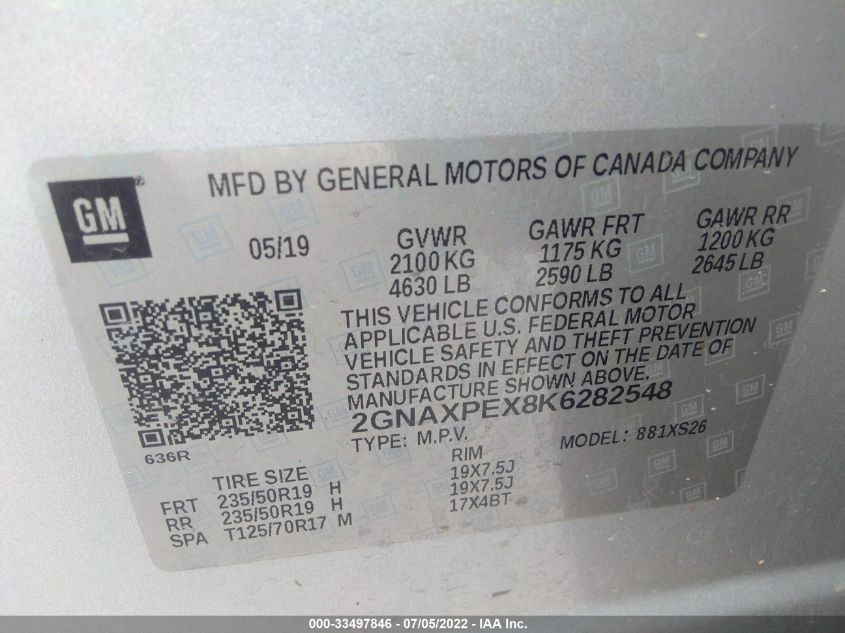 GM
MFD BY GENERAL MOTORS OF CANADA COMPANY
05/19
GVWR
2100 KG
4630 LB
GAWR FRT
1175 KG
2590 LB
GAWR RR
1200 KG
2645 LB
THIS VEHICLE CONFORMS TO ALL
APPLICABLE U.S. FEDERAL MOTOR
VEHICLE SAFETY AND THEFT PREVENTION
STANDARDS IN EFFECT ON THE DATE OF
MANUFACTURE SHOWN ABOVE.
2GNAXPEX8K6282548
TYPE: M.P.V.
MODEL: 881XS26
636R
TIRE SIZE
RIM
FRT 235/50R19 H 19X7.5J
RR 235/50R19 H 19X7.5J
SPA T125/70R17 M 17X4BT
000-33497846 - 07/05/2022 - IAA Inc.